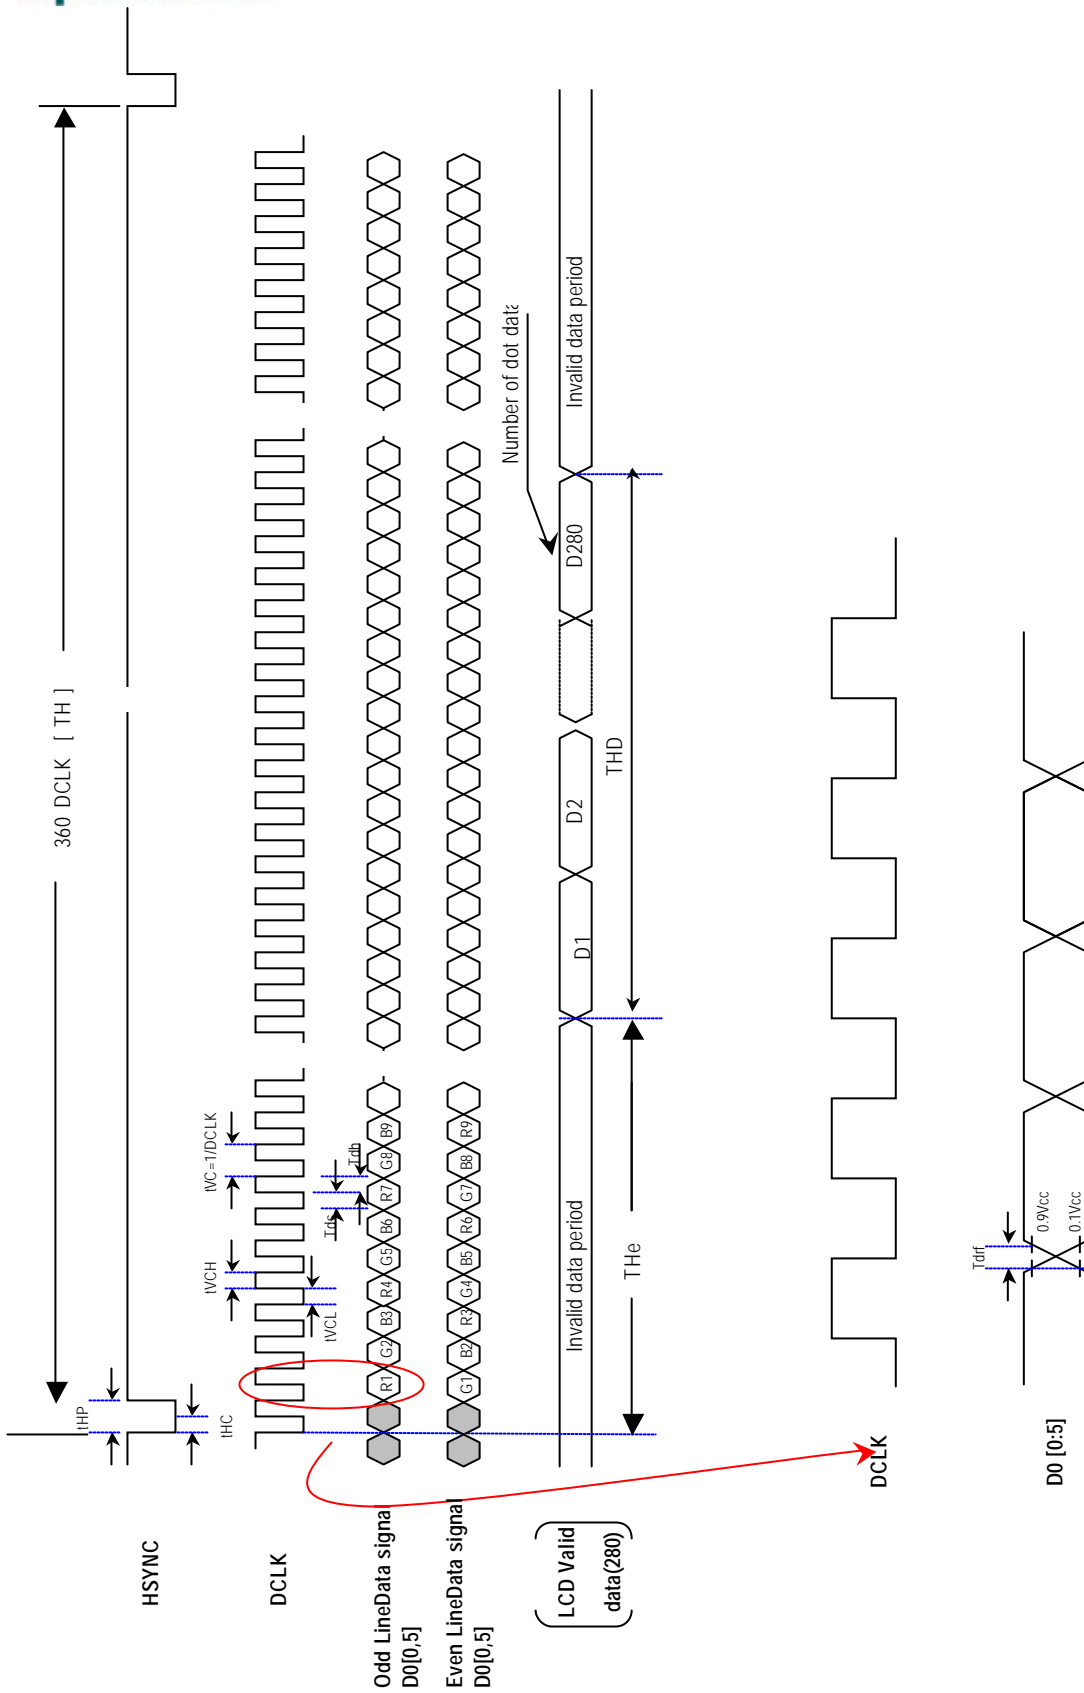 360 DCLK [ TH ]
tHP
HSYNC
tHC
tVCH
tVC=1/DCLK
DCLK
tVCL
Tds
Tdh
Odd LineData signal
D0[0,5]
R1 G2 B3 R4 G5 B6 R7 G8 B9
Even LineData signal
D0[0,5]
G1 B2 R3 G4 B5 R6 G7 B8 R9
Number of dot data
LCD Valid
data(280)
Invalid data period
D1
D2
D280
Invalid data period
THe
THD
DCLK
Tdrf
0.9Vcc
0.1Vcc
D0 [0:5]